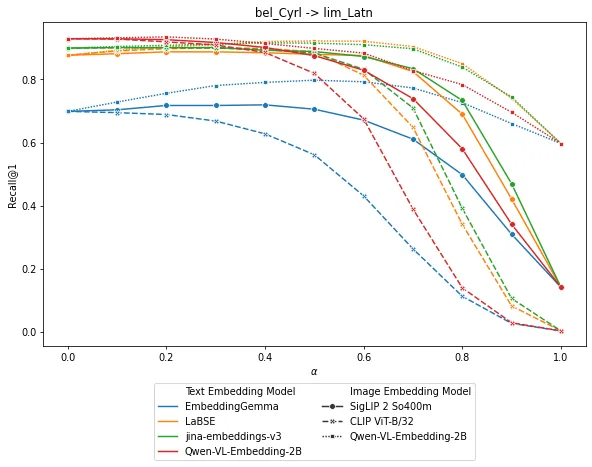 bel_Cyrl -> lim_Latn
Recall@1
0.8
0.6
0.4
0.2
0.0
0.0 0.2 0.4 0.6 0.8 1.0
α
Text Embedding Model
EmbeddingGemma
LaBSE
jina-embeddings-v3
Qwen-VL-Embedding-2B
Image Embedding Model
SigLIP 2 So400m
CLIP ViT-B/32
Qwen-VL-Embedding-2B